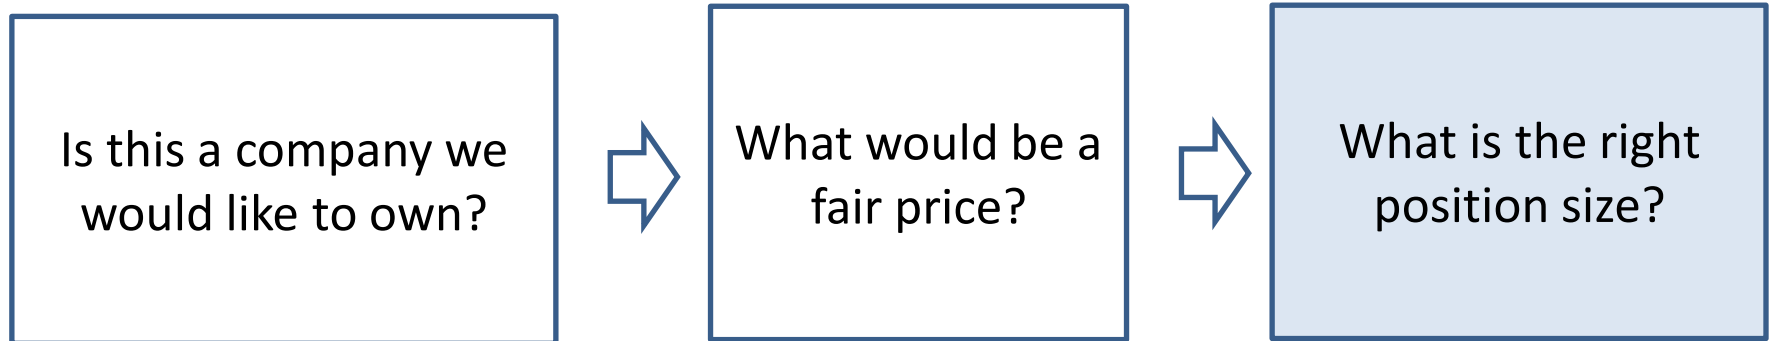 Is this a company we
would like to own?
What would be a
fair price?
What is the right
position size?